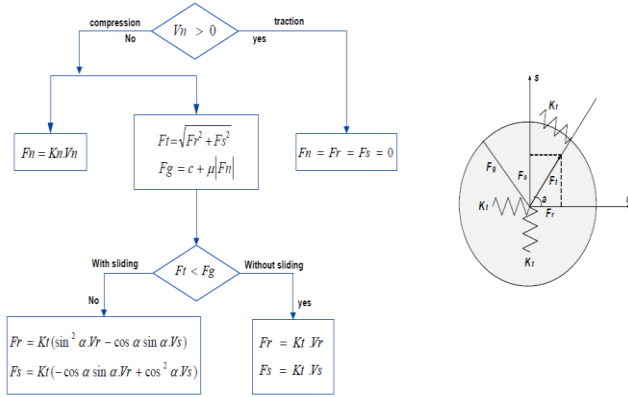 compression
Vn > 0
traction
No
yes
Fn = Kn.Vn
Ft=√Fr² + Fs²
Fg = c + μ|Fn|
Fn = Fr = Fs = 0
With sliding
Ft < Fg
Without sliding
No
yes
Fr = Kt(sin² α.Vr − cos α sin α.Vs)
Fs = Kt(−cos α sin α.Vr + cos² α.Vs)
Fr = Kt .Vr
Fs = Kt .Vs
s
Kt
Fg
Fs
Ft
Kt
a
Fr
r
Kt